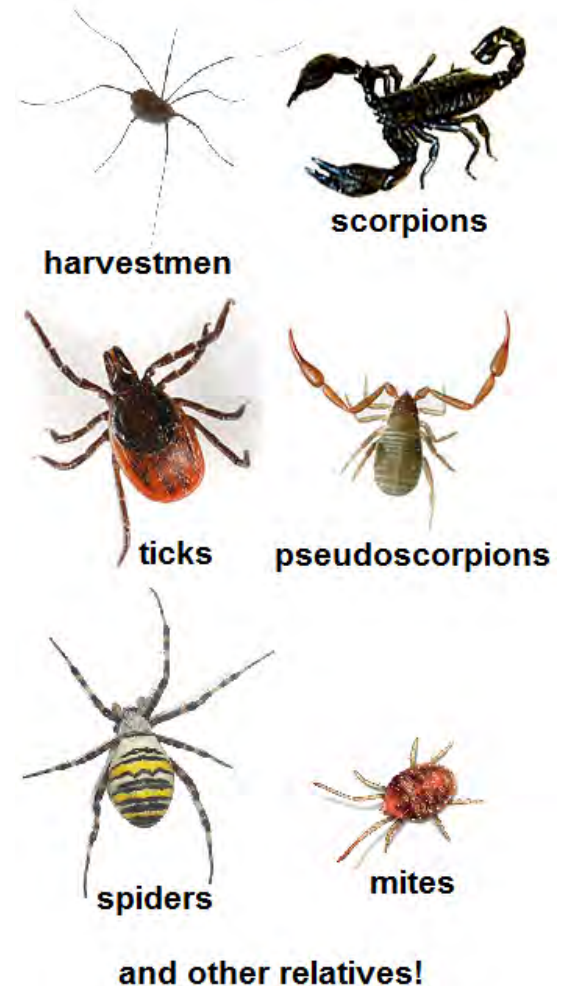 harvestmen
scorpions
ticks
pseudoscorpions
spiders
mites
and other relatives!